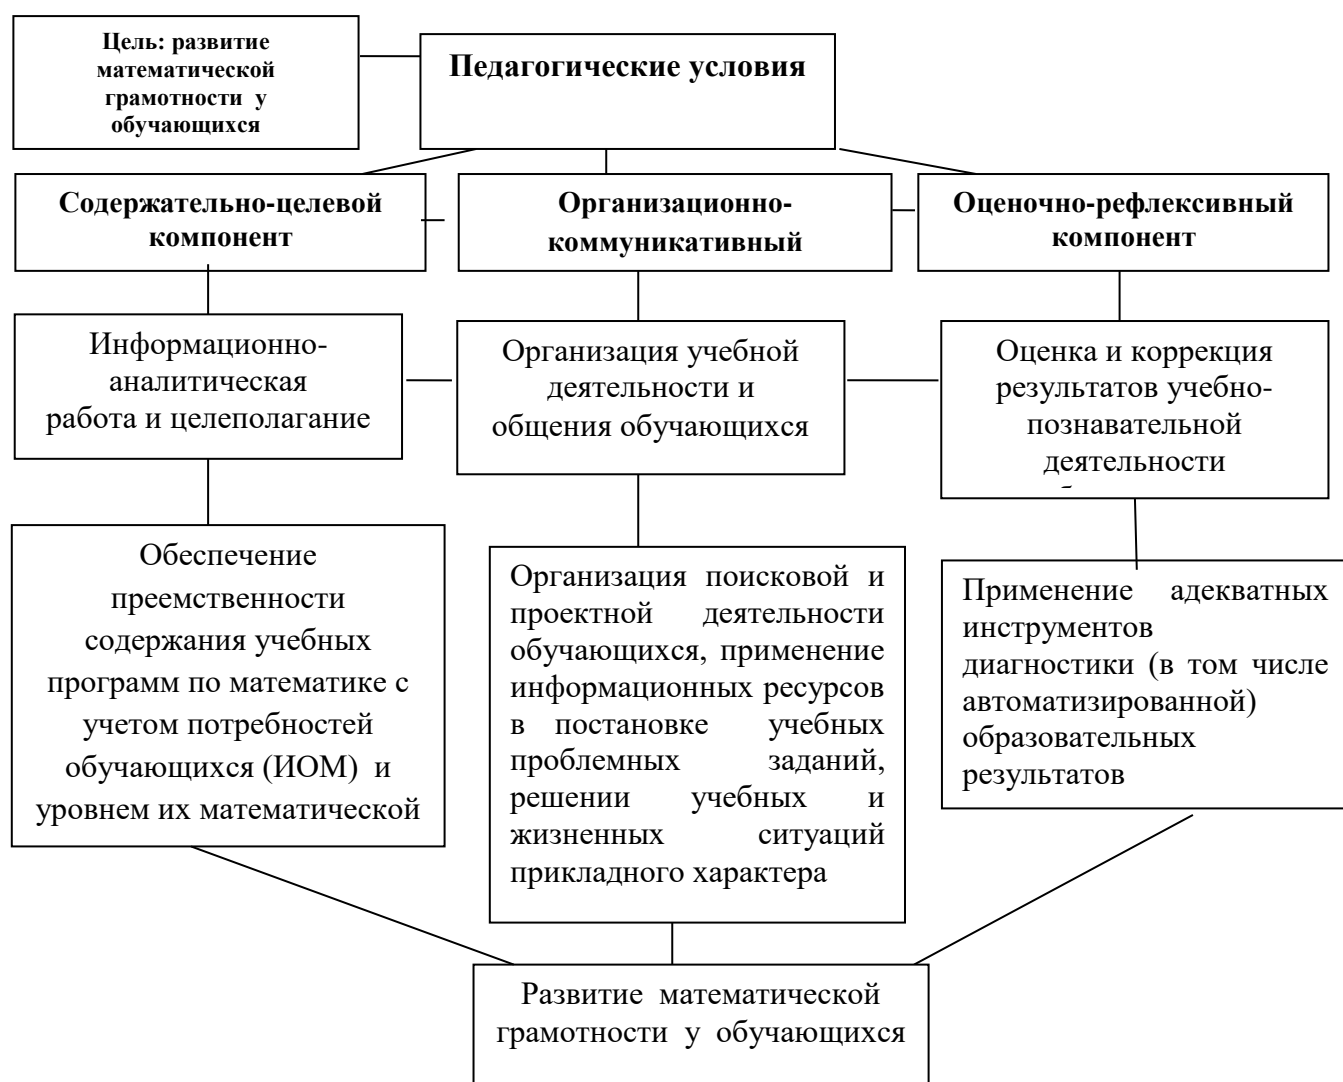 Цель: развитие
математической
грамотности у
обучающихся
Педагогические условия
Содержательно-целевой
компонент
Организационно-
коммуникативный
Оценочно-рефлексивный
компонент
Информационно-
аналитическая
работа и целеполагание
Организация учебной
деятельности и
общения обучающихся
Оценка и коррекция
результатов учебно-
познавательной
деятельности
Обеспечение
преемственности
содержания учебных
программ по математике с
учетом потребностей
обучающихся (ИОМ) и
уровнем их математической
Организация поисковой и
проектной деятельности
обучающихся, применение
информационных ресурсов
в постановке учебных
проблемных заданий,
решении учебных и
жизненных ситуаций
прикладного характера
Применение адекватных
инструментов
диагностики (в том числе
автоматизированной)
образовательных
результатов
Развитие математической
грамотности у обучающихся